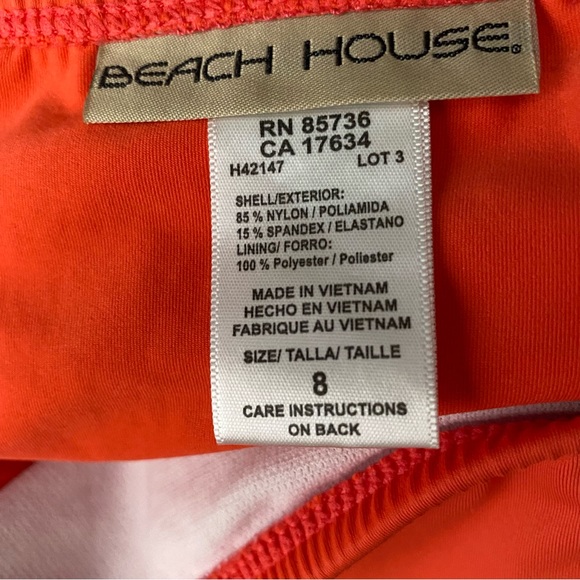 BEACH HOUSE®
RN 85736
CA 17634
H42147 LOT 3
SHELL/EXTERIOR:
85 % NYLON / POLIAMIDA
15 % SPANDEX / ELASTANO
LINING/ FORRO:
100 % Polyester / Poliester
MADE IN VIETNAM
HECHO EN VIETNAM
FABRIQUE AU VIETNAM
SIZE/ TALLA/ TAILLE
8
CARE INSTRUCTIONS
ON BACK